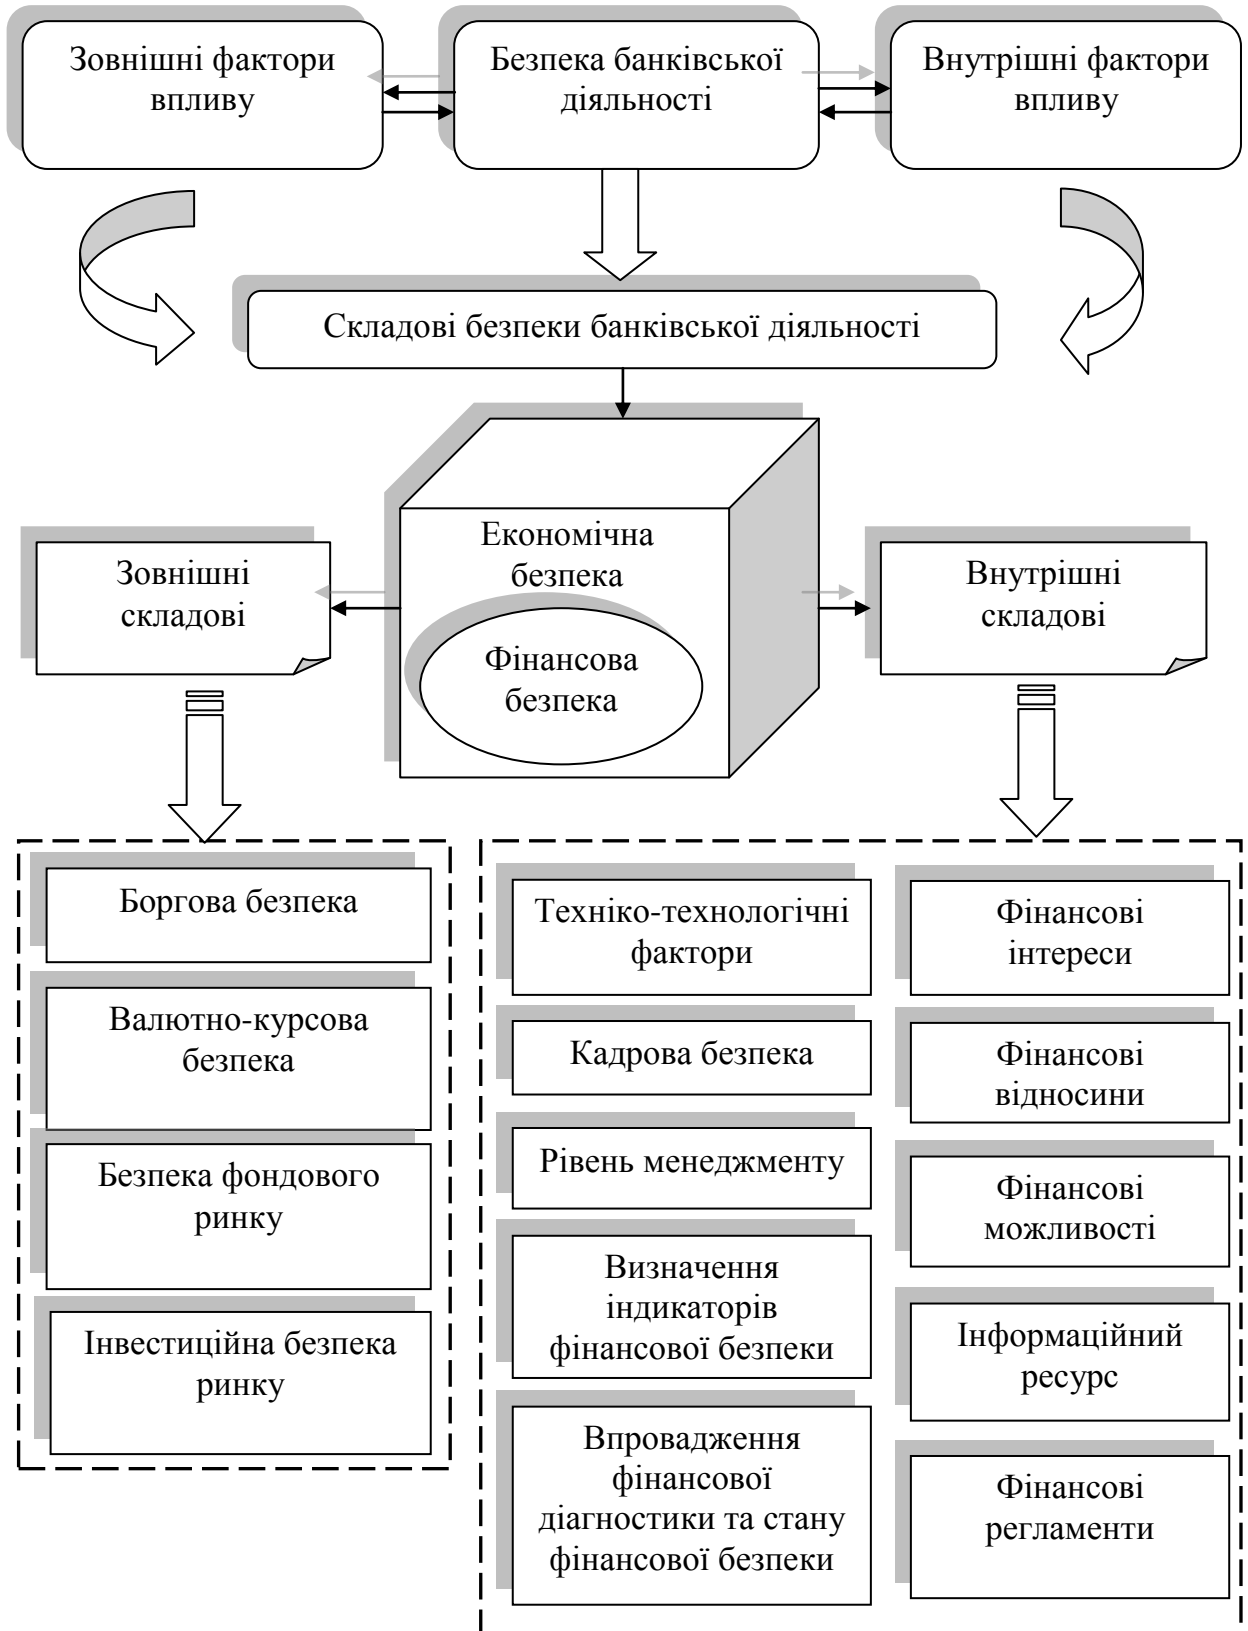 Зовнішні фактори
впливу
Безпека банківської
діяльності
Внутрішні фактори
впливу
Складові безпеки банківської діяльності
Економічна
безпека
Фінансова
безпека
Зовнішні
складові
Внутрішні
складові
Боргова безпека
Валютно-курсова
безпека
Безпека фондового
ринку
Інвестиційна безпека
ринку
Техніко-технологічні
фактори
Кадрова безпека
Рівень менеджменту
Визначення
індикаторів
фінансової безпеки
Впровадження
фінансової
діагностики та стану
фінансової безпеки
Фінансові
інтереси
Фінансові
відносини
Фінансові
можливості
Інформаційний
ресурс
Фінансові
регламенти